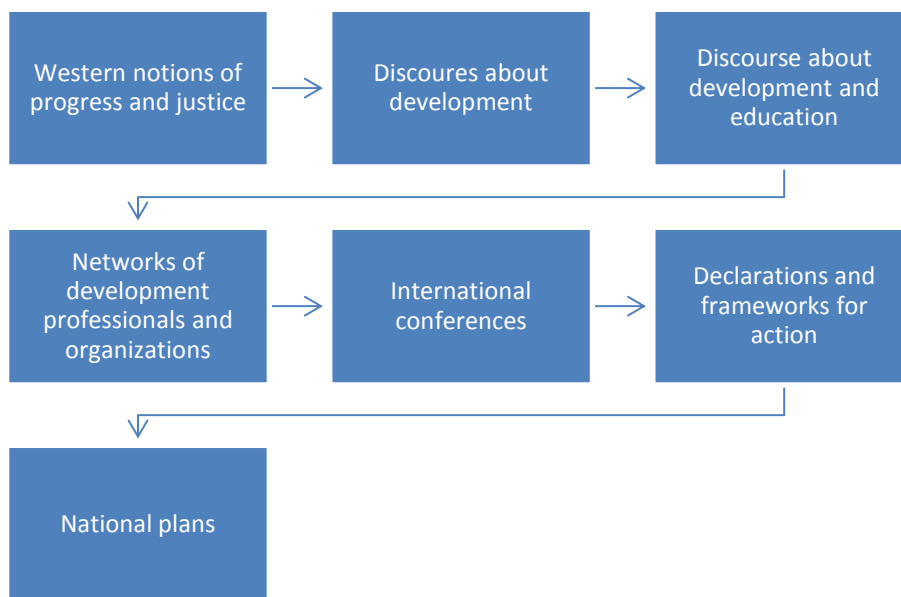 Western notions of
progress and justice
Discoures about
development
Discourse about
development and
education
Networks of
development
professionals and
organizations
International
conferences
Declarations and
frameworks for
action
National plans